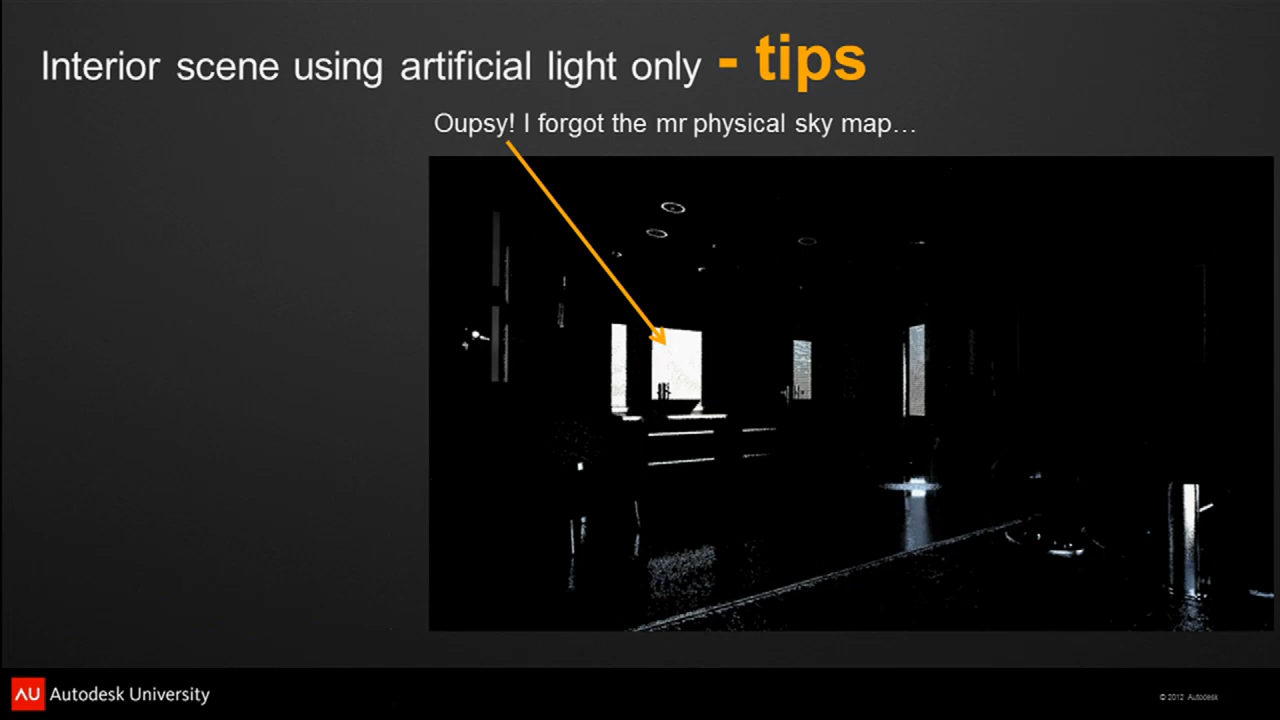 Interior scene using artificial light only - tips
Oupsy! I forgot the mr physical sky map…
AU Autodesk University
© 2012 Autodesk